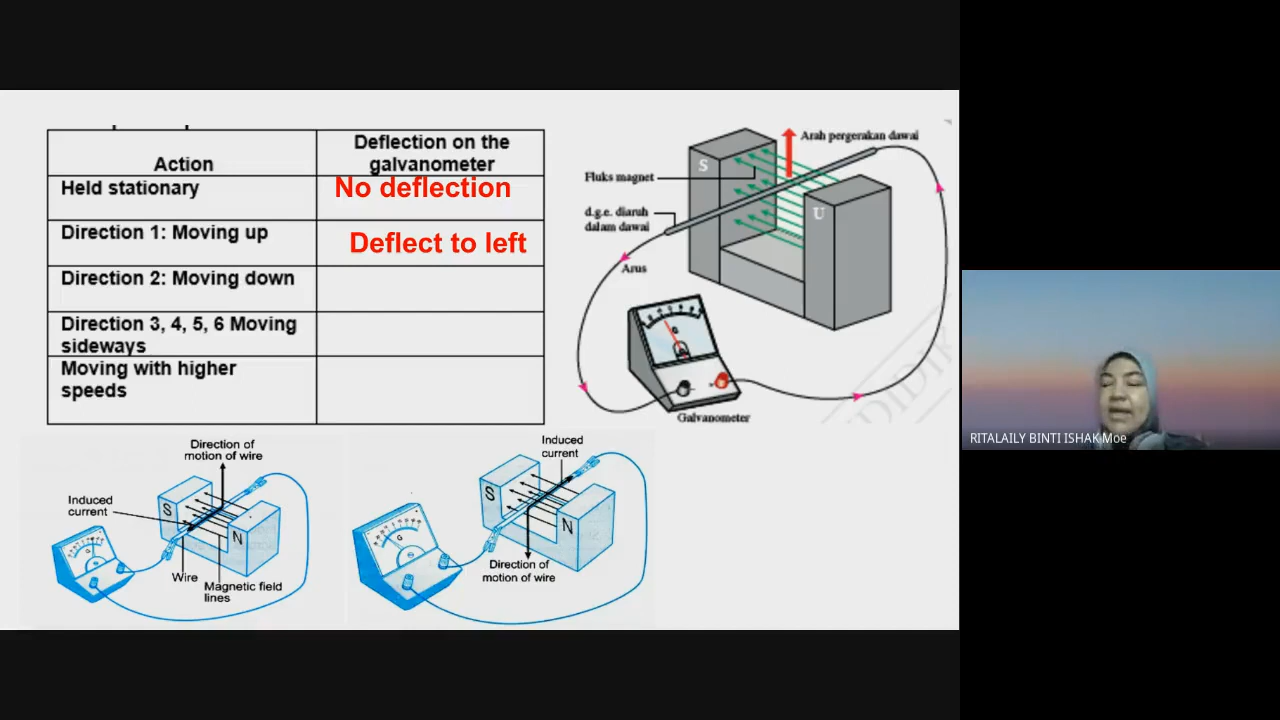 Action
Deflection on the
galvanometer
Held stationary
No deflection
Direction 1: Moving up
Deflect to left
Direction 2: Moving down
Direction 3, 4, 5, 6 Moving
sideways
Moving with higher
speeds
Arah pergerakan dawai
S
Fluks magnet
U
d.g.e. diaruh
dalam dawai
Arus
G
Galvanometer
Direction of
motion of wire
Induced
current
S
N
G
Wire
Magnetic field
lines
Induced
current
S
N
G
Direction of
motion of wire
RITALAILY BINTI ISHAK Moe